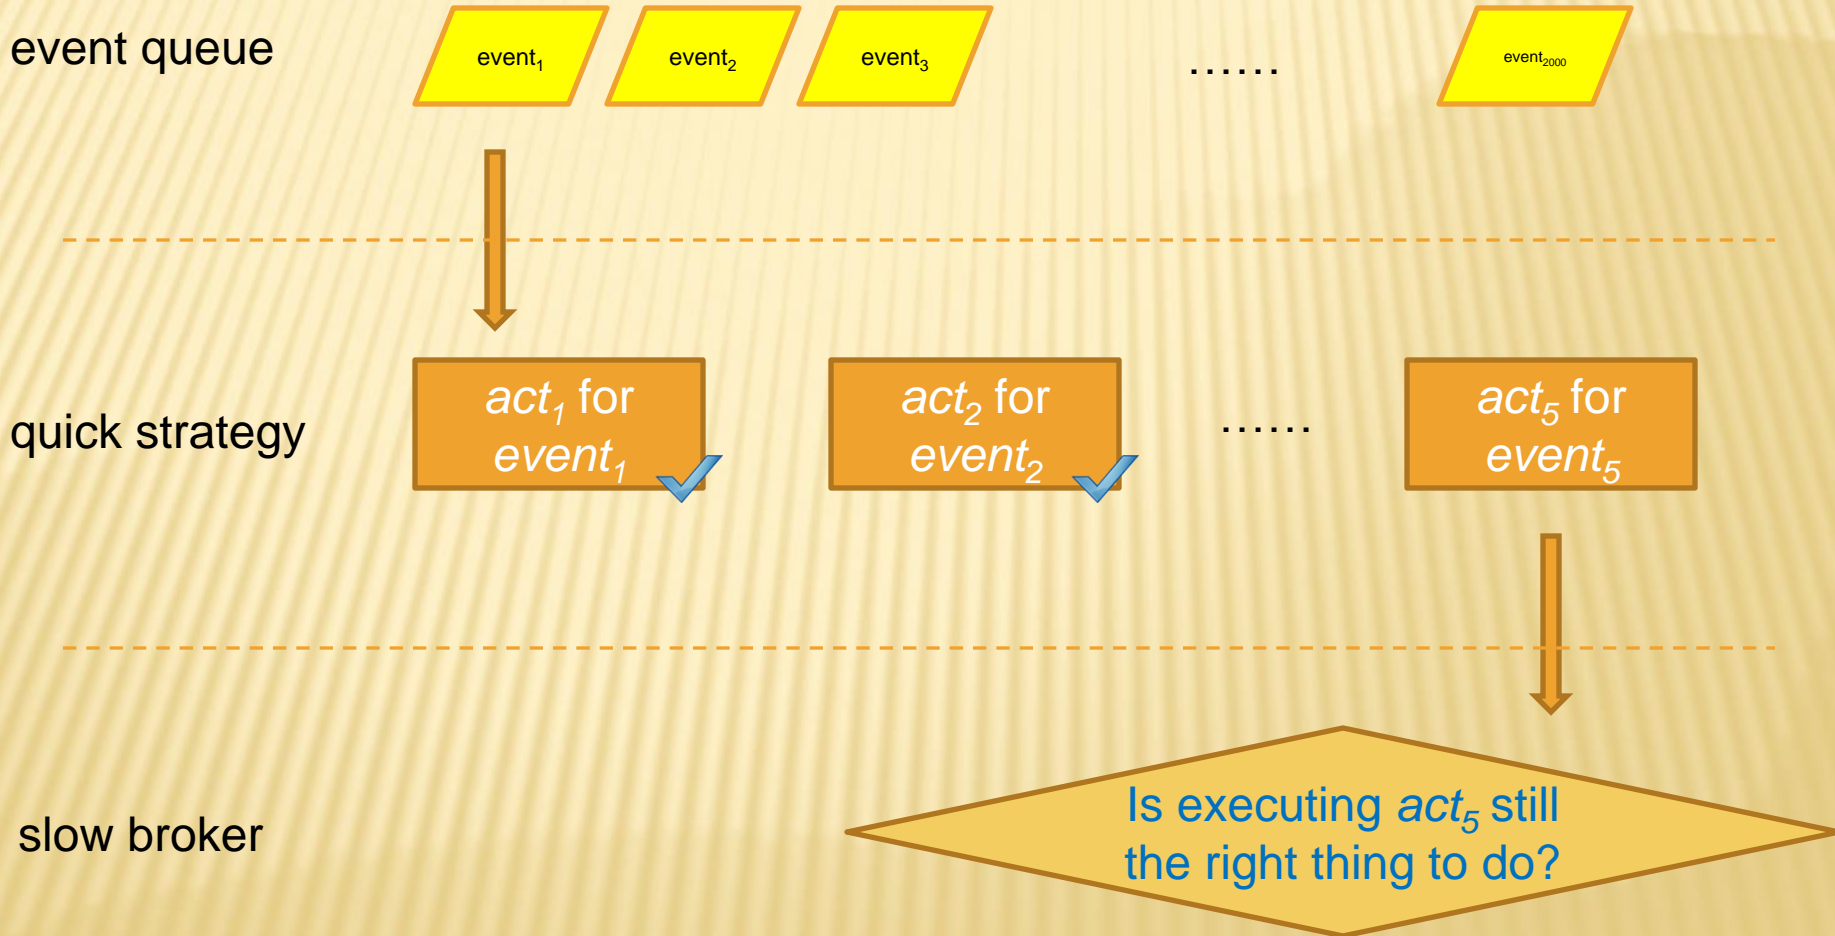 event queue
event₁
event₂
event₃
......
event₂₀₀₀
quick strategy
act₁ for
event₁
act₂ for
event₂
......
act₅ for
event₅
slow broker
Is executing act₅ still
the right thing to do?